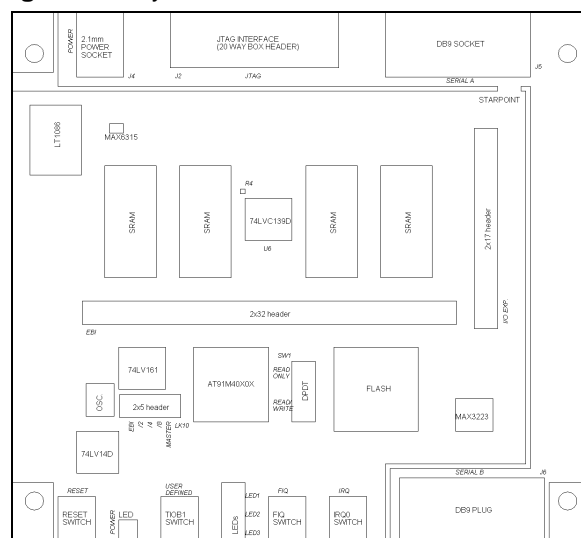 POWER
2.1mm
POWER
SOCKET
J4
JTAG INTERFACE
(20 WAY BOX HEADER)
J2
JTAG
DB9 SOCKET
J5
SERIAL A
STARPOINT
LT1086
MAX6315
SRAM
SRAM
R4
74LVC139D
U6
SRAM
SRAM
2x17 header
I/O EXP.
2x32 header
EBI
74LV161
OSC.
2x5 header
EBI
/2
/4
/8
MASTER
LK10
74LV14D
AT91M40X0X
SW1
READ
ONLY
READ/
WRITE
DPDT
FLASH
MAX3223
SERIAL B
J6
DB9 PLUG
RESET
RESET
SWITCH
POWER
LED
USER
DEFINED
TIOB1
SWITCH
LEDs
LED1
LED2
LED3
FIQ
FIQ
SWITCH
IRQ
IRQ0
SWITCH